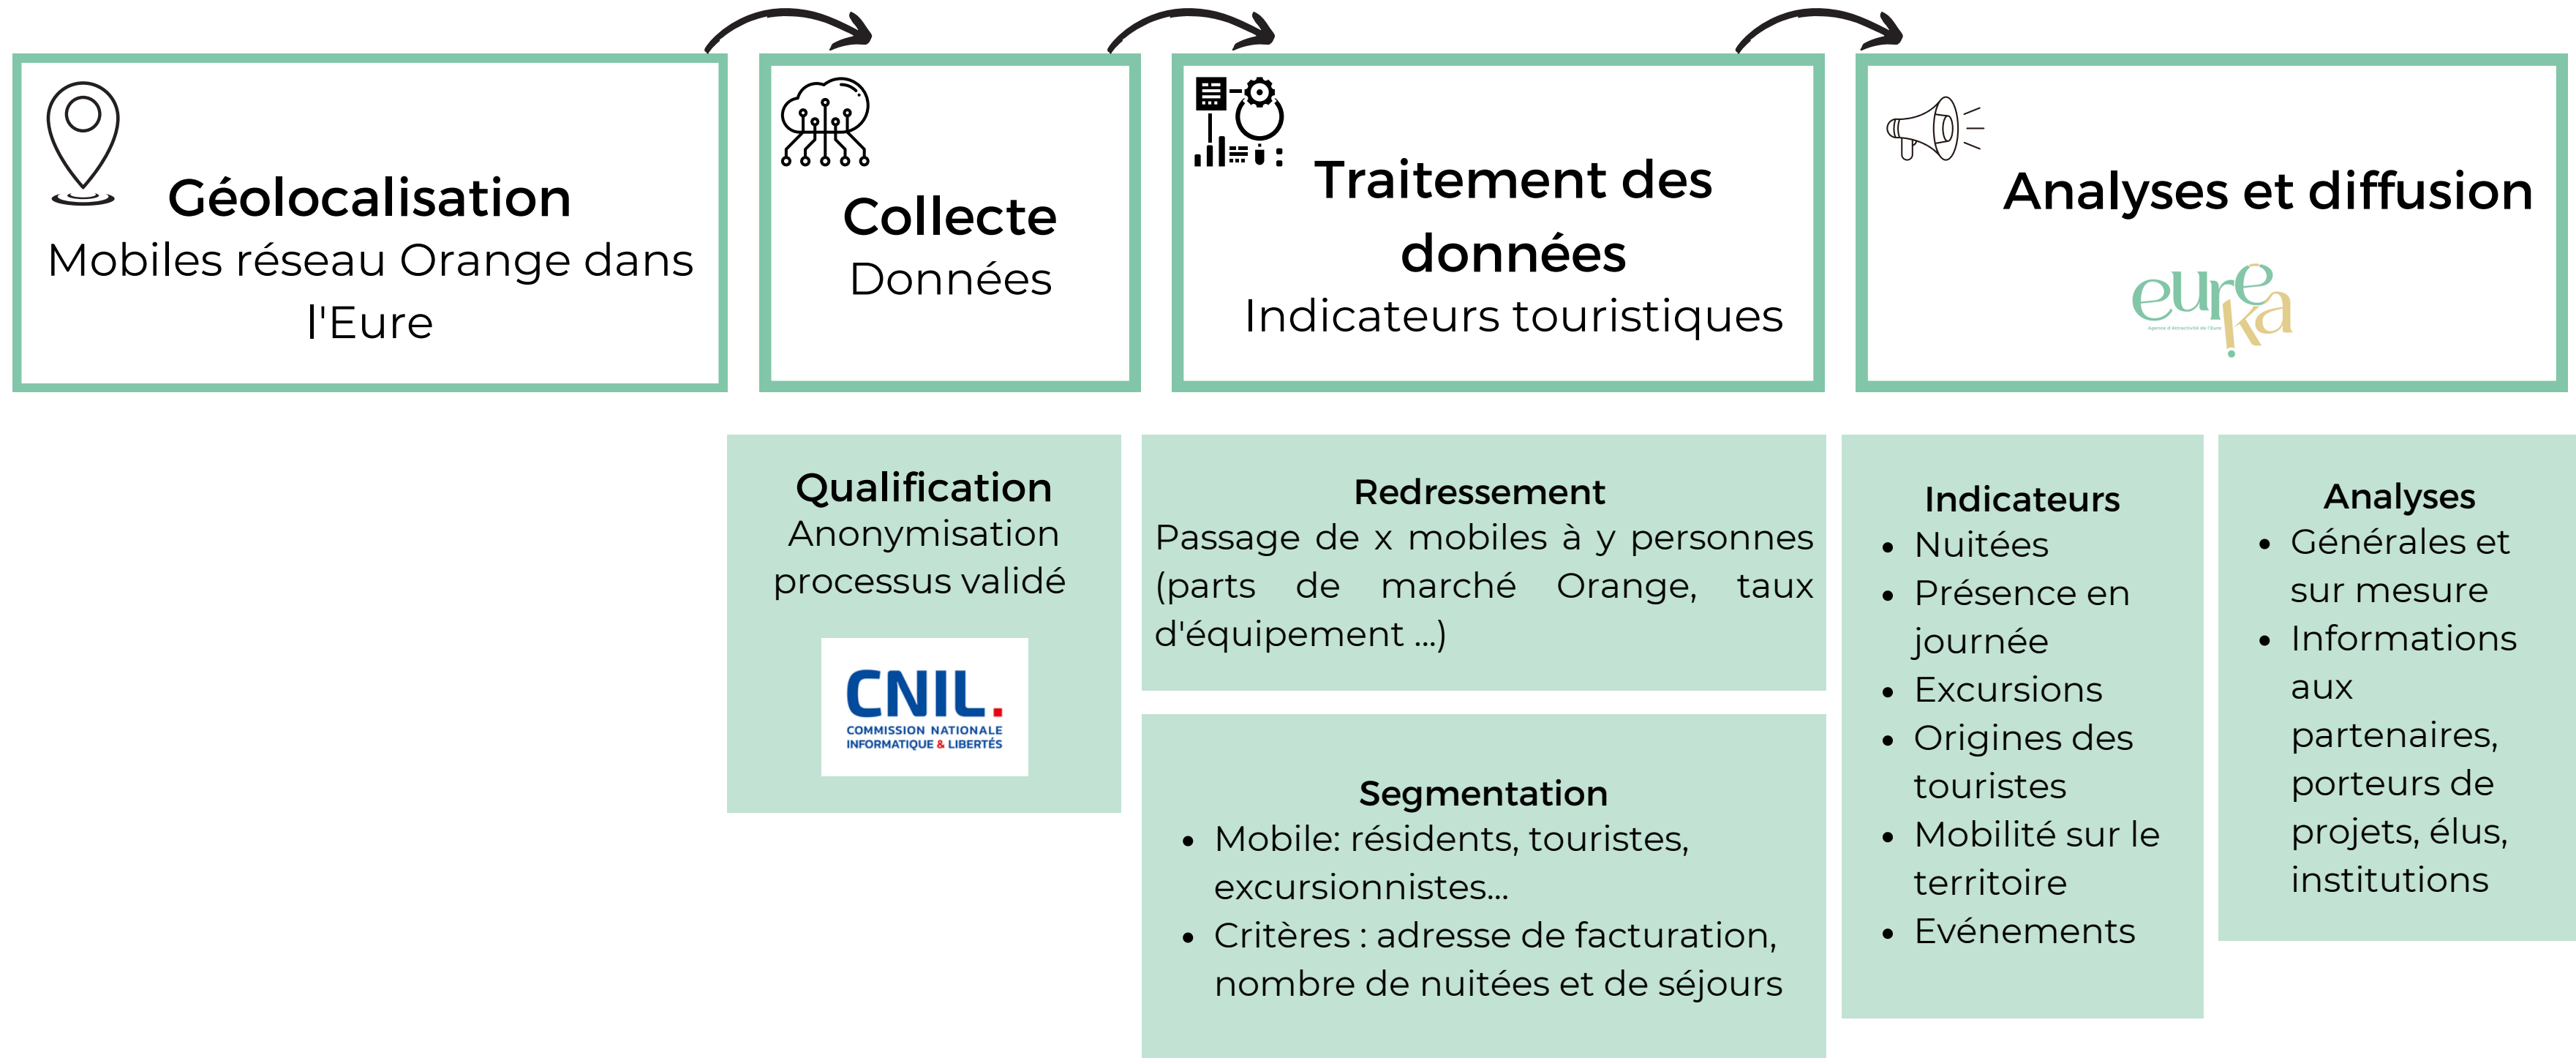 Géolocalisation
Mobiles réseau Orange dans
l'Eure
Collecte
Données
Traitement des
données
Indicateurs touristiques
Analyses et diffusion
eureka
Agence d'Attractivité de l'Eure
Qualification
Anonymisation
processus validé
CNIL.
COMMISSION NATIONALE
INFORMATIQUE & LIBERTÉS
Redressement
Passage de x mobiles à y personnes
(parts de marché Orange, taux
d'équipement ...)
Segmentation
• Mobile: résidents, touristes,
excursionnistes...
• Critères : adresse de facturation,
nombre de nuitées et de séjours
Indicateurs
• Nuitées
• Présence en
journée
• Excursions
• Origines des
touristes
• Mobilité sur le
territoire
• Evénements
Analyses
• Générales et
sur mesure
• Informations
aux
partenaires,
porteurs de
projets, élus,
institutions